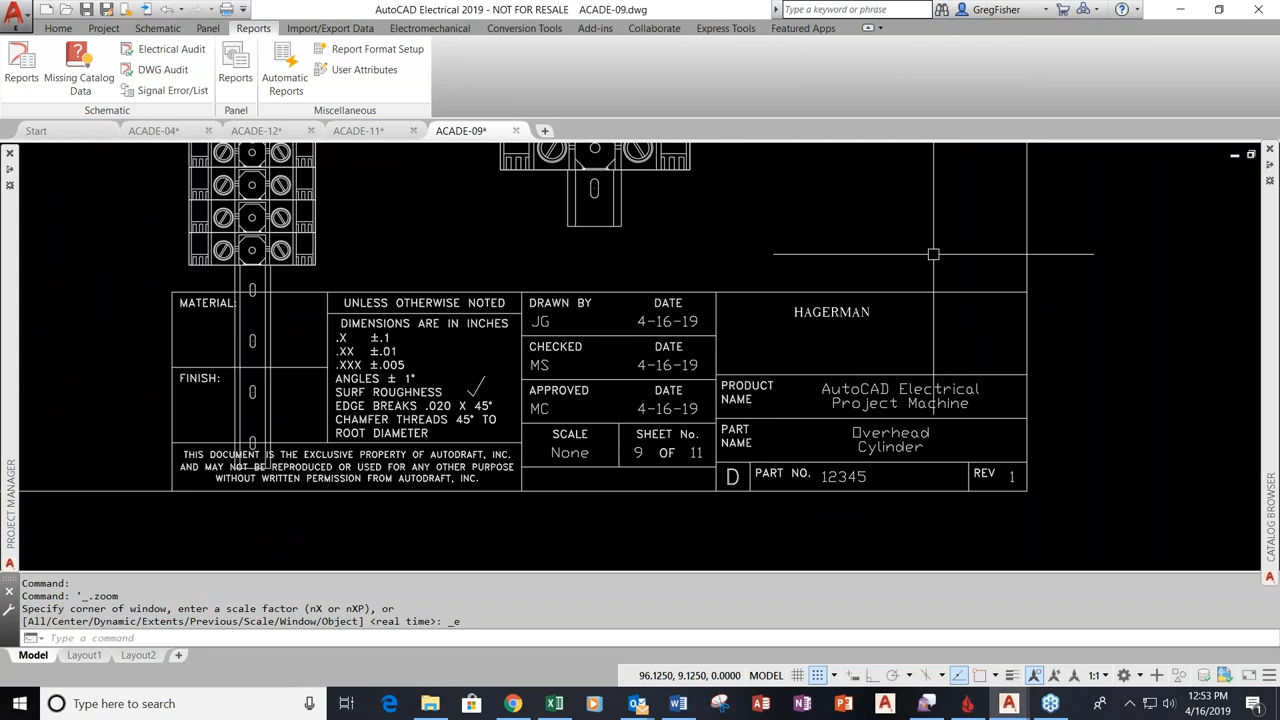 AutoCAD Electrical 2019 - NOT FOR RESALE ACADE-09.dwg
Type a keyword or phrase
GregFisher
Home Project Schematic Panel Reports Import/Export Data Electromechanical Conversion Tools Add-ins Collaborate Express Tools Featured Apps
Reports
Missing Catalog
Data
Electrical Audit
DWG Audit
Signal Error/List
Reports
Automatic
Reports
Report Format Setup
User Attributes
Schematic Panel Miscellaneous
Start ACADE-04* ACADE-12* ACADE-11* ACADE-09*
MATERIAL:
FINISH:
UNLESS OTHERWISE NOTED
DIMENSIONS ARE IN INCHES
.X ±.1
.XX ±.01
.XXX ±.005
ANGLES ± 1°
SURF ROUGHNESS
EDGE BREAKS .020 X 45°
CHAMFER THREADS 45° TO
ROOT DIAMETER
THIS DOCUMENT IS THE EXCLUSIVE PROPERTY OF AUTODRAFT, INC.
AND MAY NOT BE REPRODUCED OR USED FOR ANY OTHER PURPOSE
WITHOUT WRITTEN PERMISSION FROM AUTODRAFT, INC.
DRAWN BY DATE
JG 4-16-19
CHECKED DATE
MS 4-16-19
APPROVED DATE
MC 4-16-19
SCALE SHEET No.
None 9 OF 11
HAGERMAN
PRODUCT
NAME
AutoCAD Electrical
Project Machine
PART
NAME
Overhead
Cylinder
D PART NO. 12345 REV 1
PROJECT MANAGER
CATALOG BROWSER
Command:
Command: '_.zoom
Specify corner of window, enter a scale factor (nX or nXP), or
[All/Center/Dynamic/Extents/Previous/Scale/Window/Object] <real time>: _e
Type a command
Model Layout1 Layout2
96.1250, 9.1250, 0.0000 MODEL 1:1
Type here to search
12:53 PM
4/16/2019